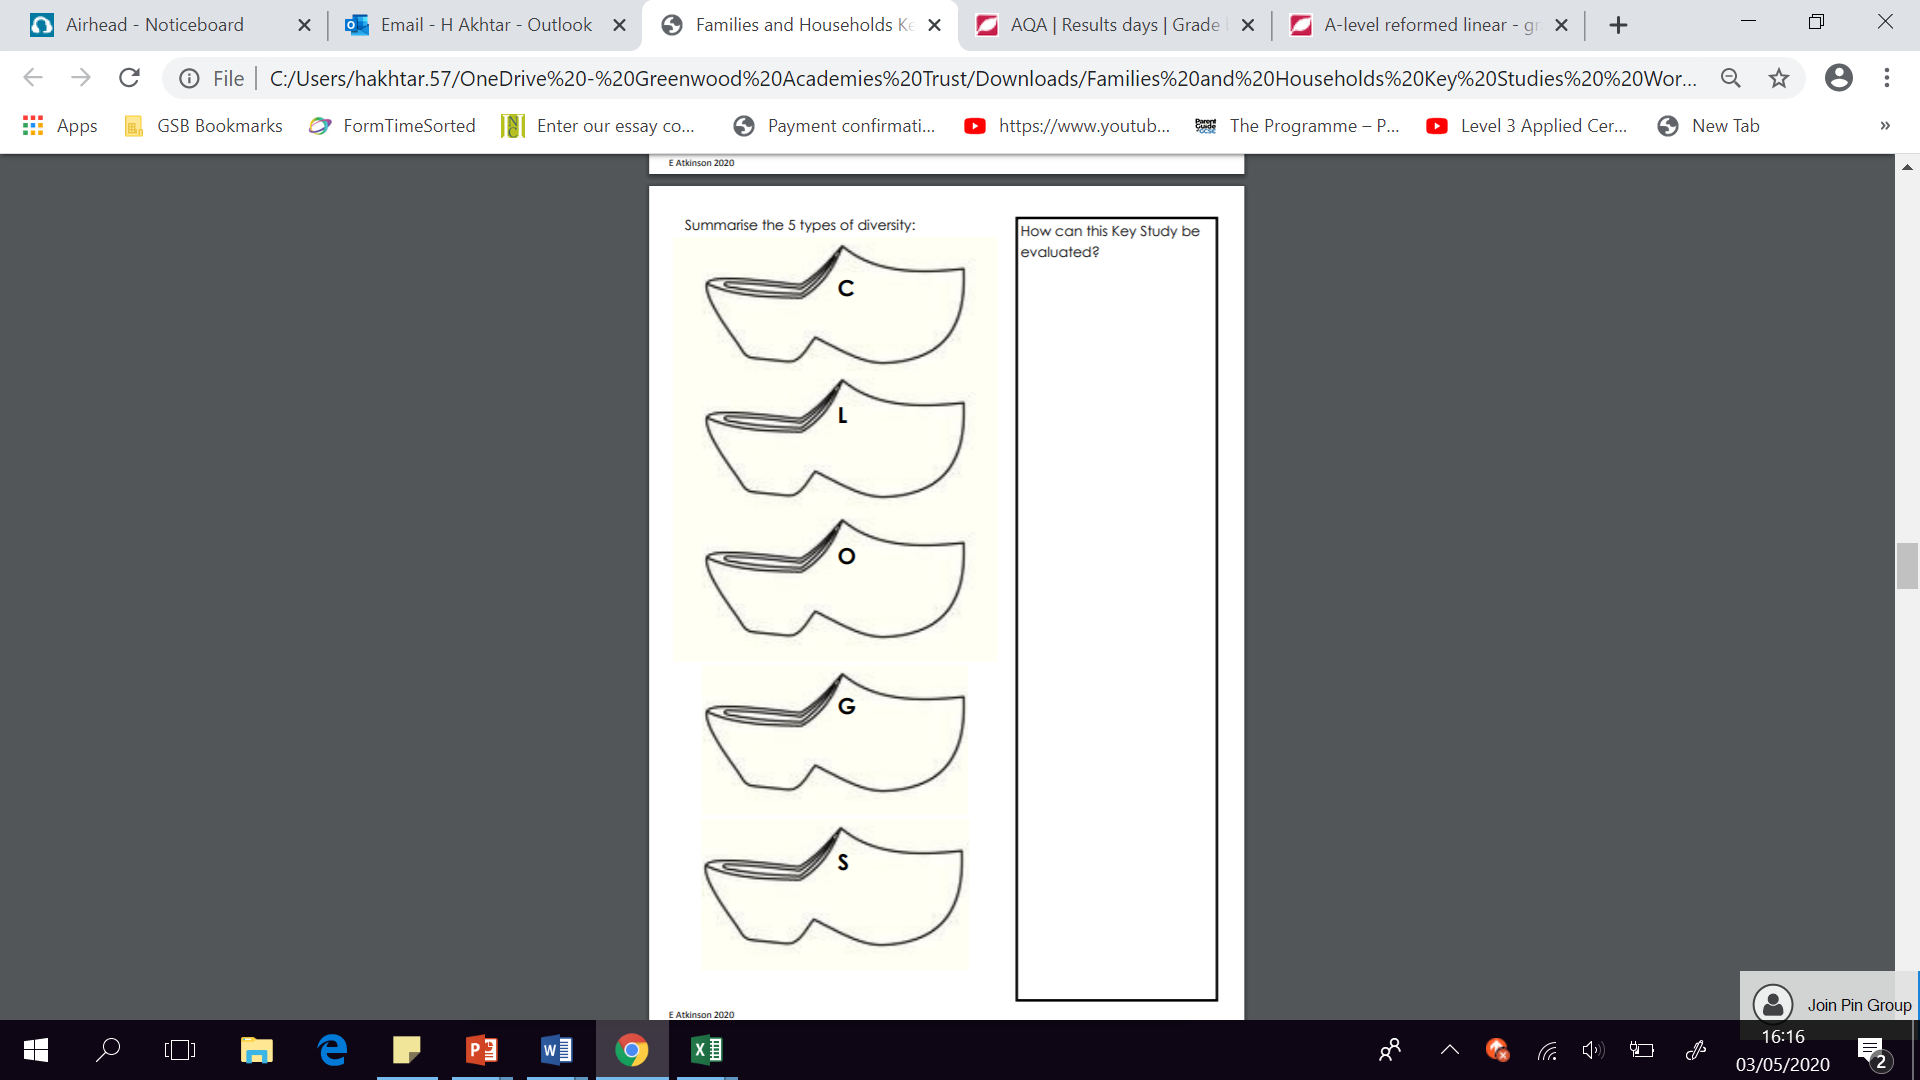 Airhead - Noticeboard
Email - H Akhtar - Outlook
Families and Households Ke
AQA | Results days | Grade
A-level reformed linear - gr
File
C:/Users/hakhtar.57/OneDrive%20-%20Greenwood%20Academies%20Trust/Downloads/Families%20and%20Households%20Key%20Studies%20%20Wor...
Apps
GSB Bookmarks
FormTimeSorted
Enter our essay co...
Payment confirmati...
https://www.youtub...
The Programme – P...
Level 3 Applied Cer...
New Tab
»
E Atkinson 2020
Summarise the 5 types of diversity:
How can this Key Study be
evaluated?
C
L
O
G
S
E Atkinson 2020
Join Pin Group
16:16
03/05/2020
2